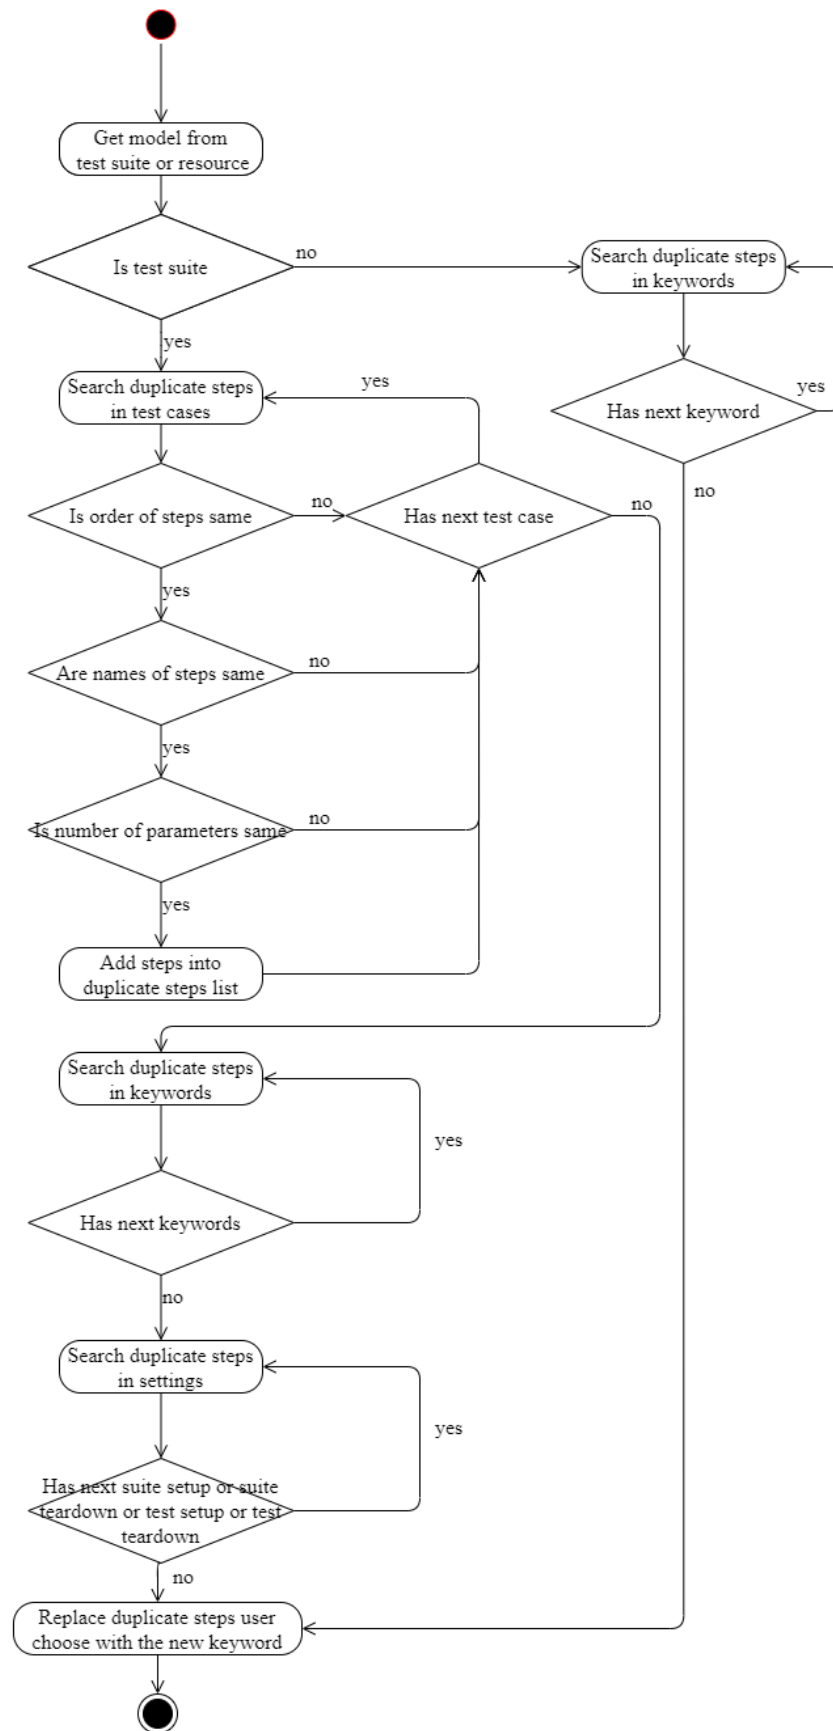 Get model from
test suite or resource
Is test suite
no
Search duplicate steps
in keywords
yes
Search duplicate steps
in test cases
yes
Has next keyword
yes
no
Is order of steps same
no
Has next test case
no
yes
Are names of steps same
no
yes
Is number of parameters same
no
yes
Add steps into
duplicate steps list
Search duplicate steps
in keywords
yes
Has next keywords
no
Search duplicate steps
in settings
yes
Has next suite setup or suite
teardown or test setup or test
teardown
no
Replace duplicate steps user
choose with the new keyword